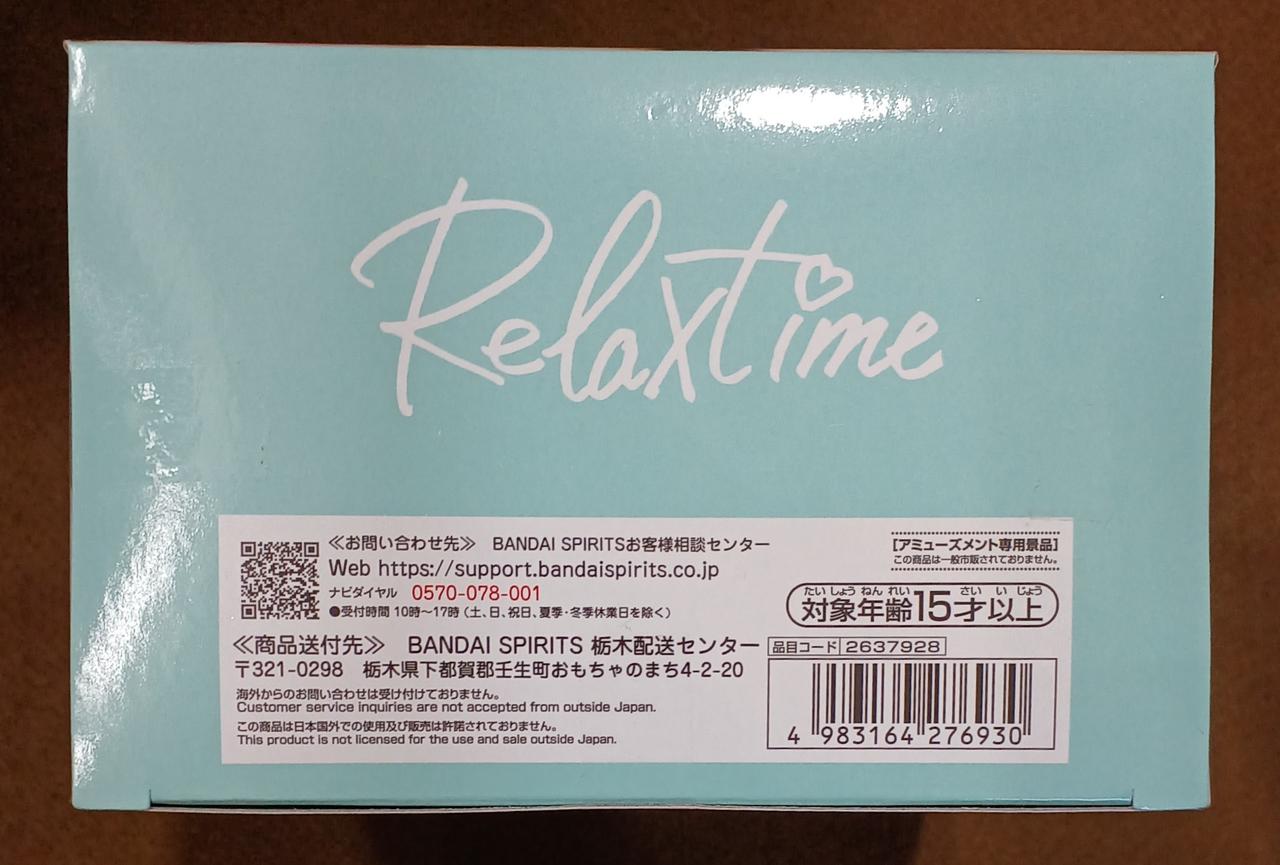 Relax time
≪お問い合わせ先≫ BANDAI SPIRITSお客様相談センター
Web https://support.bandaispirits.co.jp
ナビダイヤル 0570-078-001
●受付時間 10時〜17時 (土、日、祝日、夏季・冬季休業日を除く)
≪商品送付先≫ BANDAI SPIRITS 栃木配送センター
〒321-0298 栃木県下都賀郡壬生町おもちゃのまち4-2-20
海外からのお問い合わせは受け付けておりません。
Customer service inquiries are not accepted from outside Japan.
この商品は日本国外での使用及び販売は許諾されておりません。
This product is not licensed for the use and sale outside Japan.
[アミューズメント専用景品]
この商品は一般市販されておりません。
たいしょうねんれい さいいじょう
対象年齢15才以上
品目コード 2637928
4 983164 276930